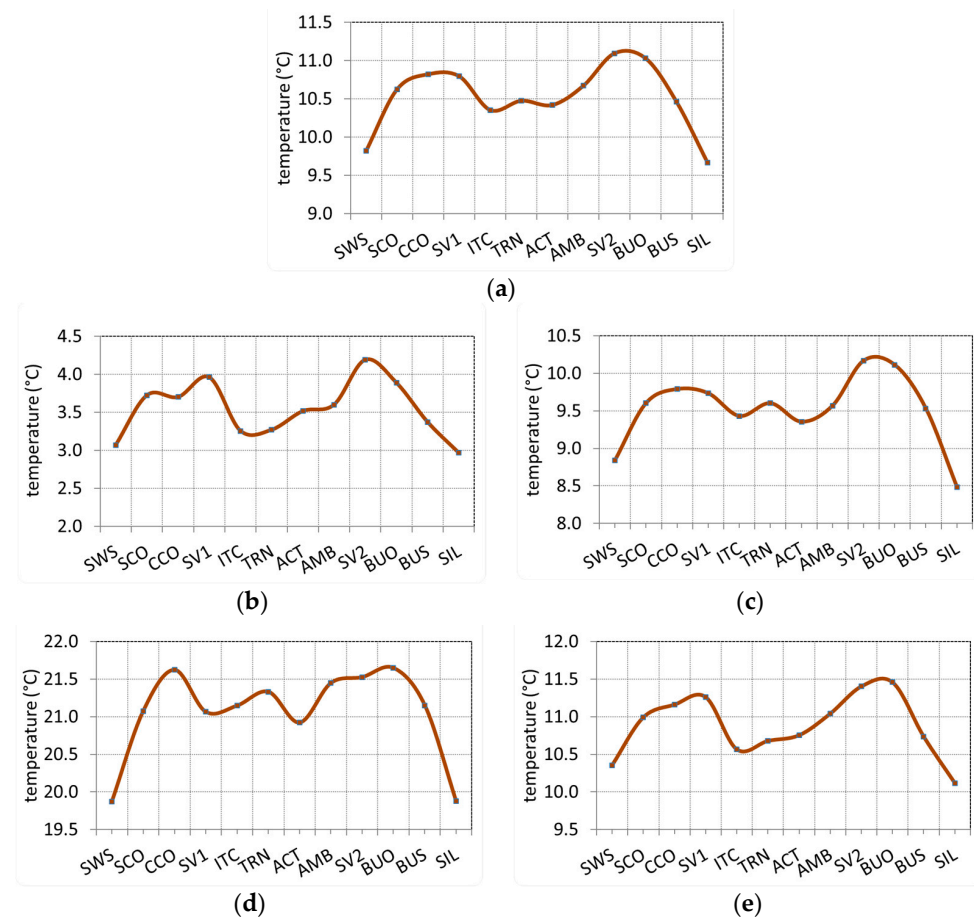 temperature (°C)
11.5
11.0
10.5
10.0
9.5
9.0
SWS SCO CCO SV1 ITC TRN ACT AMB SV2 BUO BUS SIL
(a)
temperature (°C)
4.5
4.0
3.5
3.0
2.5
2.0
SWS SCO CCO SV1 ITC TRN ACT AMB SV2 BUO BUS SIL
(b)
temperature (°C)
10.5
10.0
9.5
9.0
8.5
8.0
SWS SCO CCO SV1 ITC TRN ACT AMB SV2 BUO BUS SIL
(c)
temperature (°C)
22.0
21.5
21.0
20.5
20.0
19.5
SWS SCO CCO SV1 ITC TRN ACT AMB SV2 BUO BUS SIL
(d)
temperature (°C)
12.0
11.5
11.0
10.5
10.0
9.5
SWS SCO CCO SV1 ITC TRN ACT AMB SV2 BUO BUS SIL
(e)